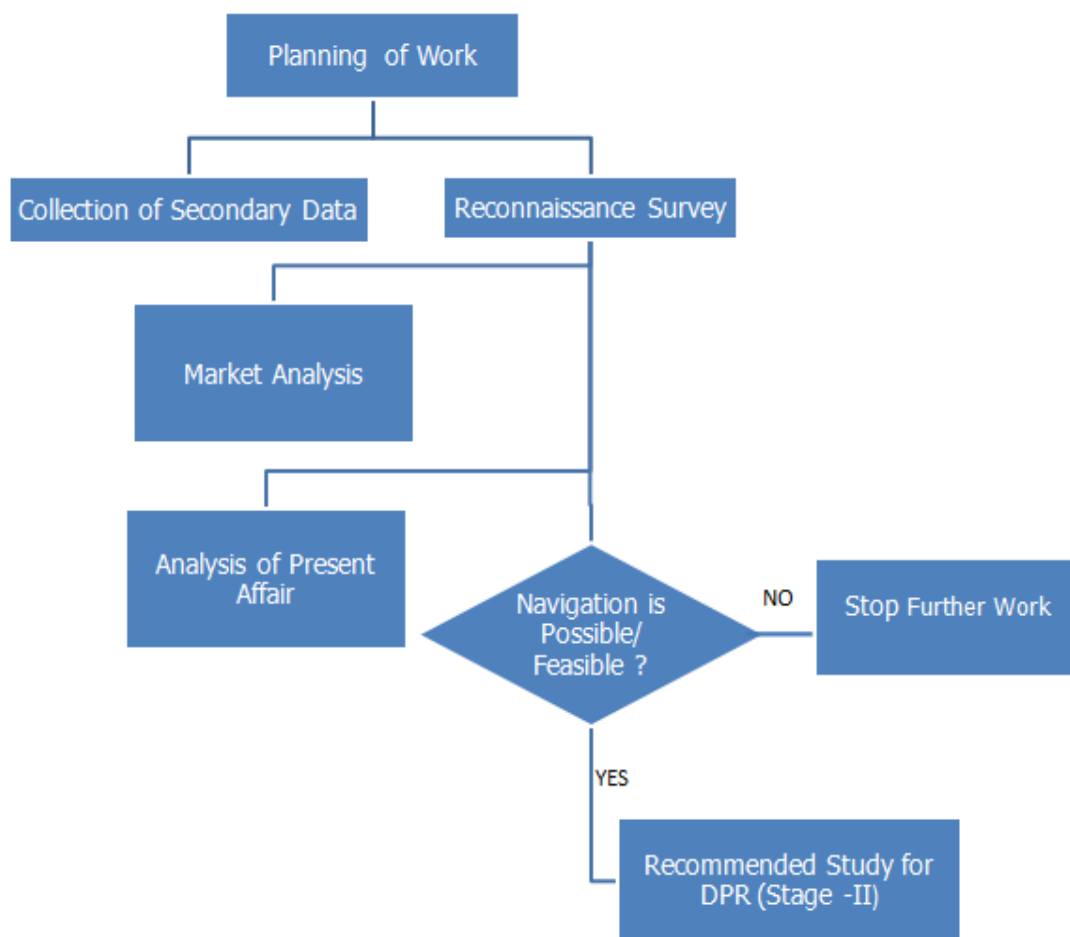 Planning of Work
Collection of Secondary Data
Reconnaissance Survey
Market Analysis
Analysis of Present
Affair
Navigation is
Possible/
Feasible ?
NO
Stop Further Work
YES
Recommended Study for
DPR (Stage -II)